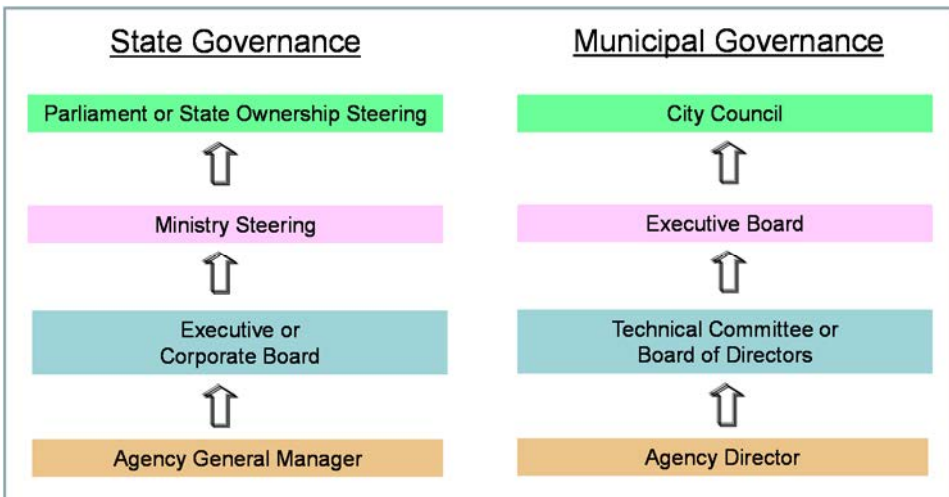 State Governance
Parliament or State Ownership Steering
Ministry Steering
Executive or
Corporate Board
Agency General Manager
Municipal Governance
City Council
Executive Board
Technical Committee or
Board of Directors
Agency Director